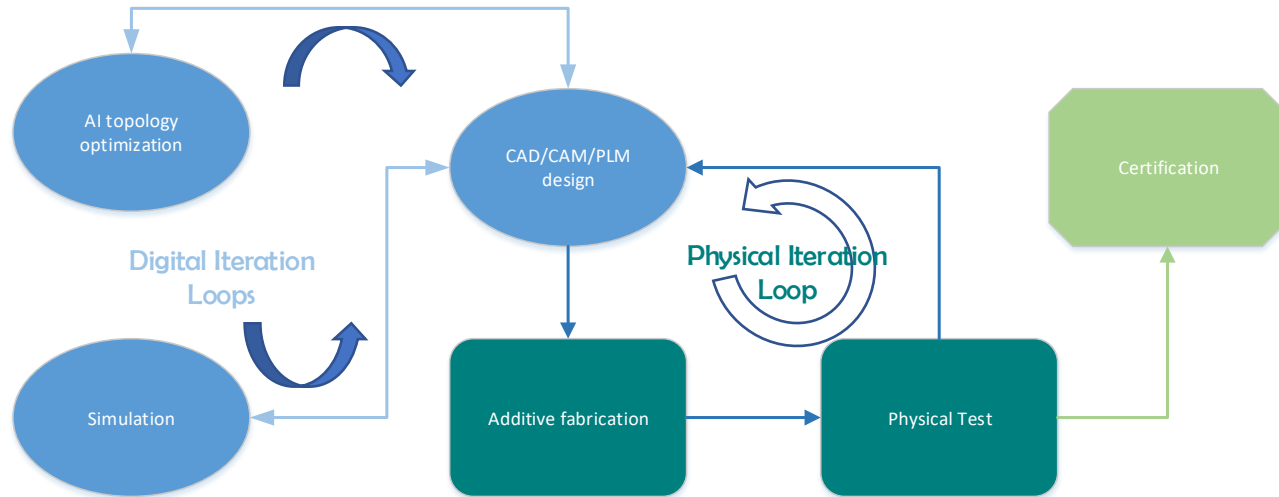 AI topology
optimization
CAD/CAM/PLM
design
Certification
Digital Iteration
Loops
Physical Iteration
Loop
Simulation
Additive fabrication
Physical Test